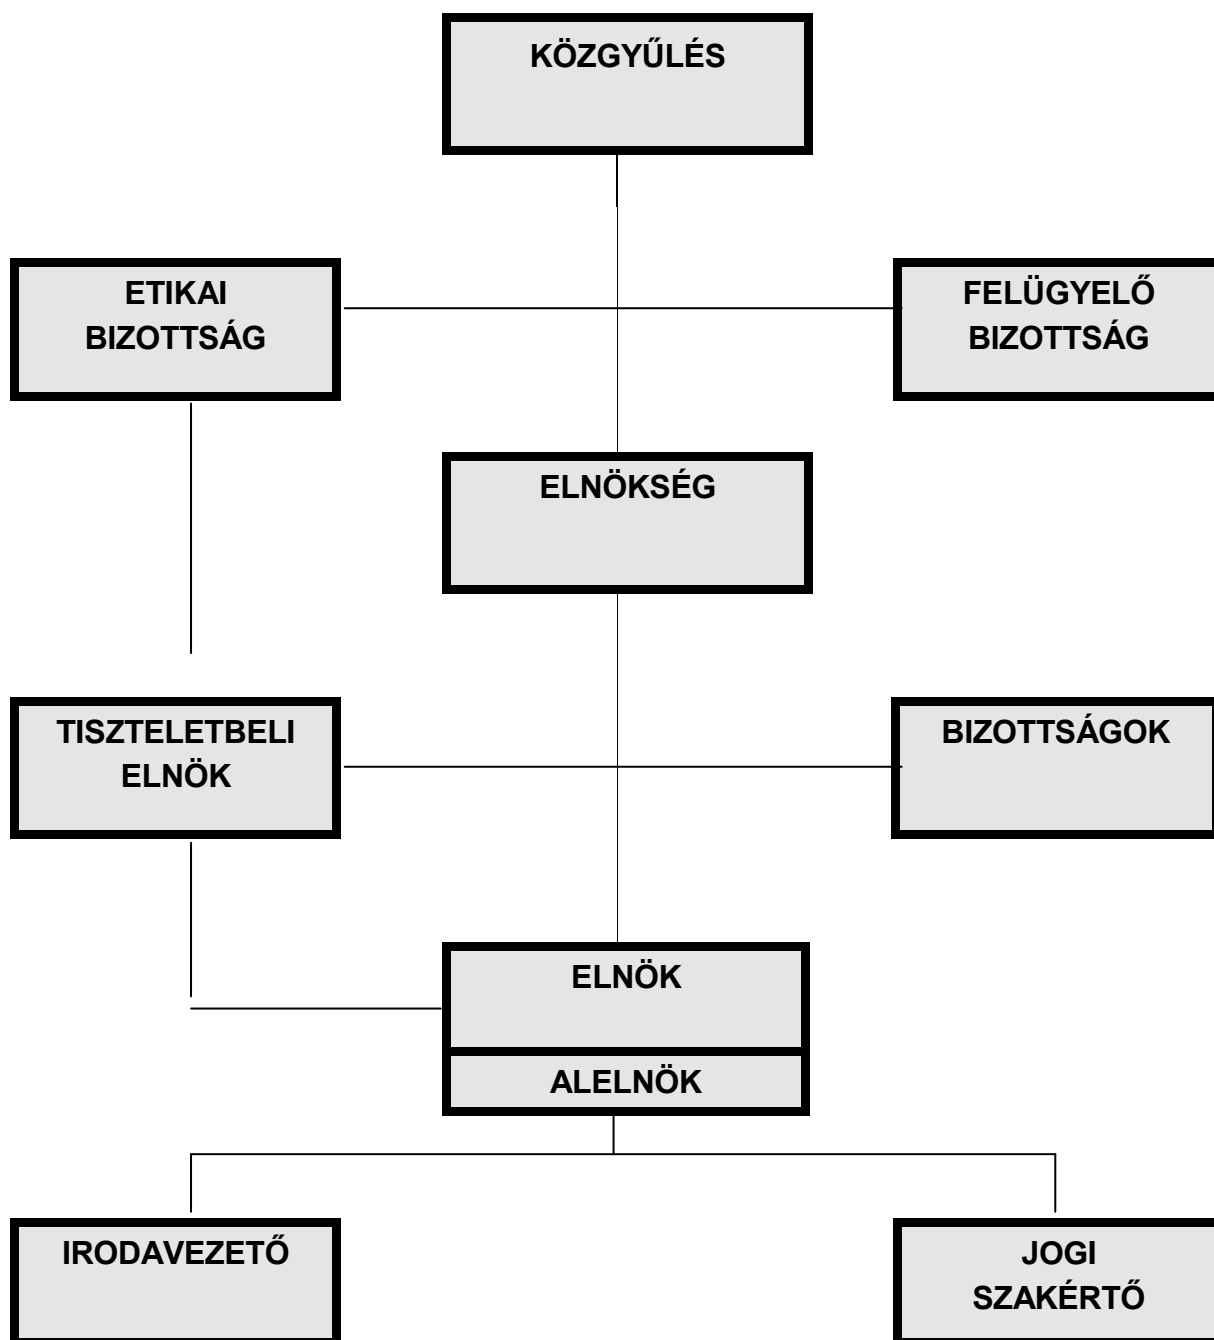 KÖZGYŰLÉS
ETIKAI
BIZOTTSÁG
FELÜGYELŐ
BIZOTTSÁG
ELNÖKSÉG
TISZTELETBELI
ELNÖK
BIZOTTSÁGOK
ELNÖK
ALELNÖK
IRODAVEZETŐ
JOGI
SZAKÉRTŐ